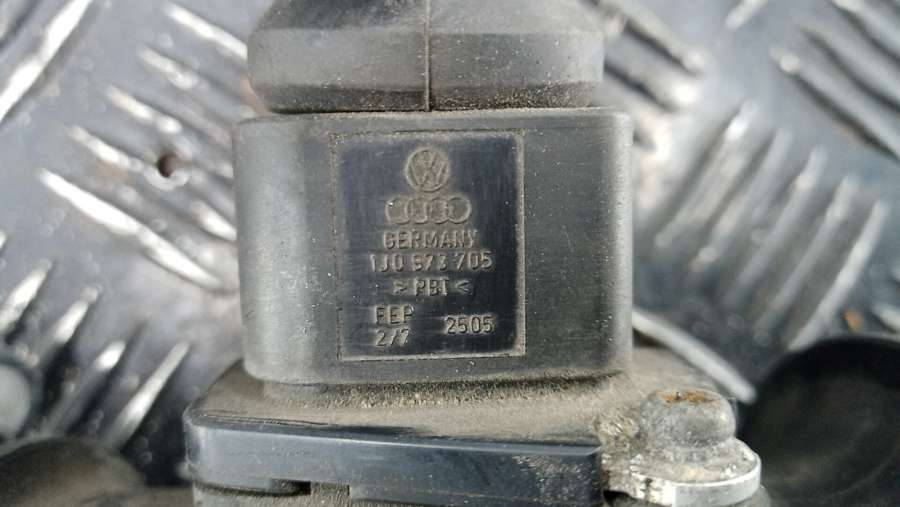 GERMANY
1J0 973 705
>PBT<
FEP
2/7 2505